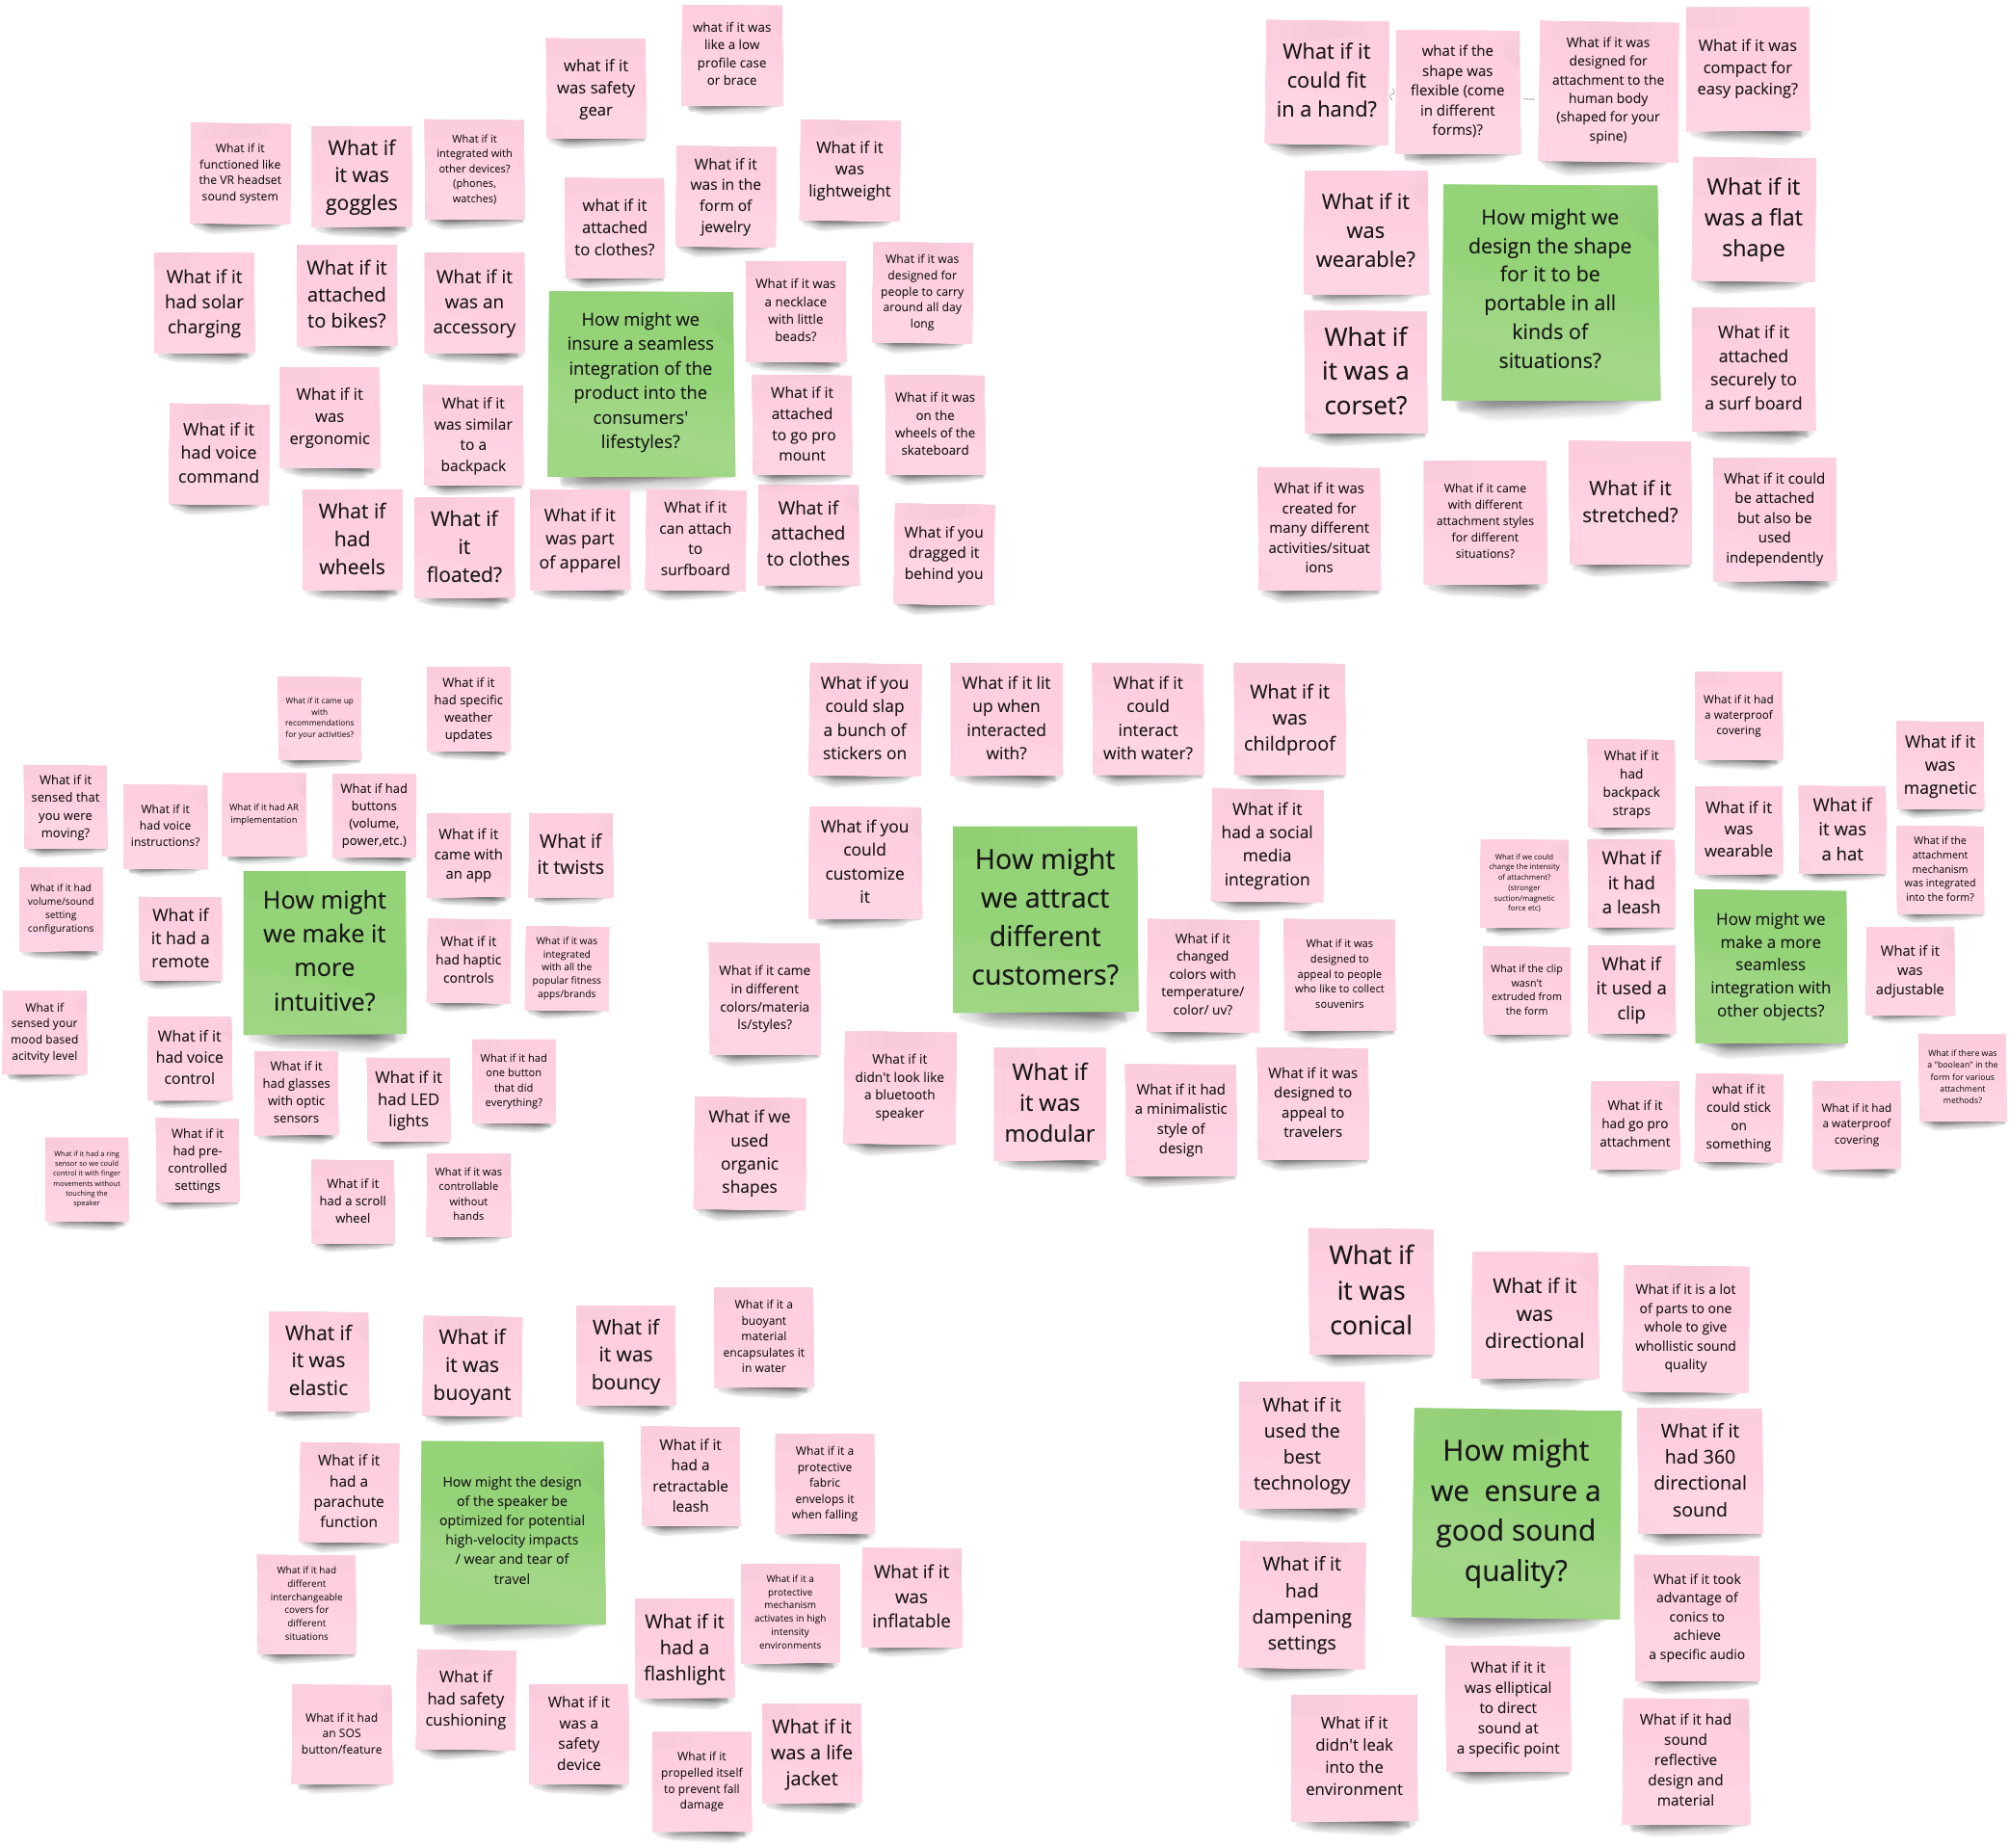 what if it was
like a low
profile case
or brace
what if it
was safety
gear
What if it
functioned like
the VR headset
sound system
What if
it was
goggles
What if it
integrated with
other devices?
(phones,
watches)
what if it
attached
to clothes?
What if it
was in the
form of
jewelry
What if it
was
lightweight
What if it
had solar
charging
What if it
attached
to bikes?
What if it
was an
accessory
How might we
insure a seamless
integration of the
product into the
consumers'
lifestyles?
What if it was
a necklace
with little
beads?
What if it was
designed for
people to carry
around all day
long
What if it
had voice
command
What if it
was
ergonomic
What if it
was similar
to a
backpack
What if it
attached
to go pro
mount
What if it was
on the
wheels of the
skateboard
What if
had
wheels
What if
it
floated?
What if it
was part
of apparel
What if it
can attach
to
surfboard
What if
attached
to clothes
What if you
dragged it
behind you
What if it
could fit
in a hand?
what if the
shape was
flexible (come
in different
forms)?
What if it was
designed for
attachment to the
human body
(shaped for your
spine)
What if it was
compact for
easy packing?
What if it
was
wearable?
How might we
design the shape
for it to be
portable in all
kinds of
situations?
What if it
was a flat
shape
What if
it was a
corset?
What if it
attached
securely to
a surf board
What if it was
created for
many different
activities/situat
ions
What if it came
with different
attachment styles
for different
situations?
What if it
stretched?
What if it could
be attached
but also be
used
independently
What if it came up
with
recommendations
for your activities?
What if it
had specific
weather
updates
What if it
sensed that
you were
moving?
What if it
had voice
instructions?
What if it had AR
implementation
What if had
buttons
(volume,
power,etc.)
What if it
came with
an app
What if
it twists
What if it had
volume/sound
setting
configurations
What if
it had a
remote
How might
we make it
more
intuitive?
What if it
had haptic
controls
What if it was
integrated
with all the
popular fitness
apps/brands
What if
sensed your
mood based
acitvity level
What if it
had voice
control
What if it
had glasses
with optic
sensors
What if it
had LED
lights
What if it had
one button
that did
everything?
What if it had a ring
sensor so we could
control it with finger
movements without
touching the
speaker
What if it
had pre-
controlled
settings
What if it
had a scroll
wheel
What if it was
controllable
without
hands
What if you
could slap
a bunch of
stickers on
What if it lit
up when
interacted
with?
What if it
could
interact
with water?
What if it
was
childproof
What if you
could
customize
it
How might
we attract
different
customers?
What if it
had a social
media
integration
What if it came
in different
colors/materia
ls/styles?
What if it
changed
colors with
temperature/
color/ uv?
What if it was
designed to
appeal to people
who like to collect
souvenirs
What if it
didn't look like
a bluetooth
speaker
What if we
used
organic
shapes
What if
it was
modular
What if it had
a minimalistic
style of
design
What if it was
designed to
appeal to
travelers
What if it had
a waterproof
covering
What if it
had
backpack
straps
What if it
was
magnetic
What if it
was
wearable
What if
it was
a hat
What if we could
change the intensity
of attachment?
(stronger
suction/magnetic
force etc)
What if
it had
a leash
What if the
attachment
mechanism
was integrated
into the form?
How might we
make a more
seamless
integration with
other objects?
What if the clip
wasn't
extruded from
the form
What if
it used a
clip
What if it
was
adjustable
What if it
had go pro
attachment
what if it
could stick
on
something
What if it had
a waterproof
covering
What if there was
a "boolean" in the
form for various
attachment
methods?
What if
it was
elastic
What if
it was
buoyant
What if
it was
bouncy
What if it a
buoyant
material
encapsulates it
in water
What if it
had a
parachute
function
How might the design
of the speaker be
optimized for potential
high-velocity impacts
/ wear and tear of
travel
What if it
had a
retractable
leash
What if it a
protective
fabric
envelops it
when falling
What if it had
different
interchangeable
covers for
different
situations
What if it
had a
flashlight
What if it a
protective
mechanism
activates in high
intensity
environments
What if it
was
inflatable
What if it had
an SOS
button/feature
What if
had safety
cushioning
What if it
was a
safety
device
What if it
propelled itself
to prevent fall
damage
What if it
was a life
jacket
What if
it was
conical
What if it
was
directional
What if it is a lot
of parts to one
whole to give
whollistic sound
quality
What if it
used the
best
technology
How might
we  ensure a
good sound
quality?
What if it
had 360
directional
sound
What if it
had
dampening
settings
What if it took
advantage of
conics to
achieve
a specific audio
What if it
didn't leak
into the
environment
What if it it
was elliptical
to direct
sound at
a specific point
What if it had
sound
reflective
design and
material